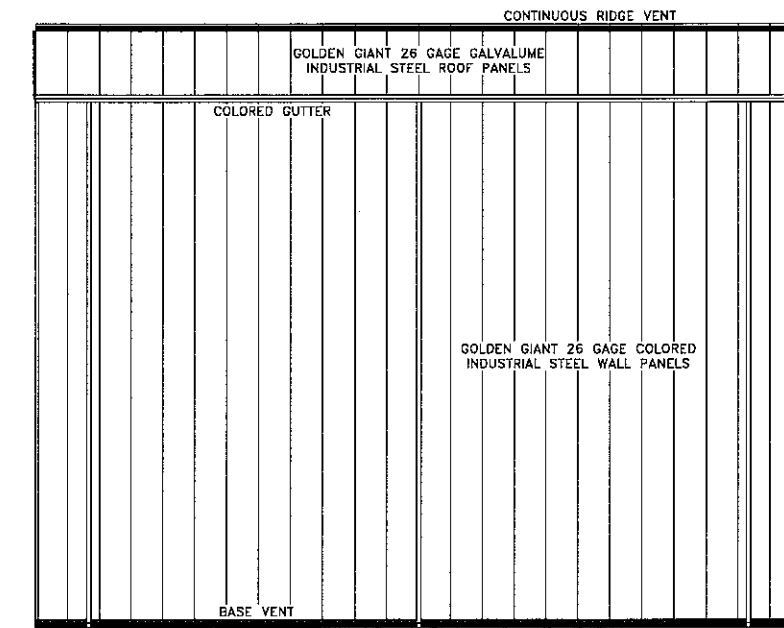 CONTINUOUS RIDGE VENT
GOLDEN GIANT 26 GAGE GALVALUME
INDUSTRIAL STEEL ROOF PANELS
COLORED GUTTER
GOLDEN GIANT 26 GAGE COLORED
INDUSTRIAL STEEL WALL PANELS
BASE VENT